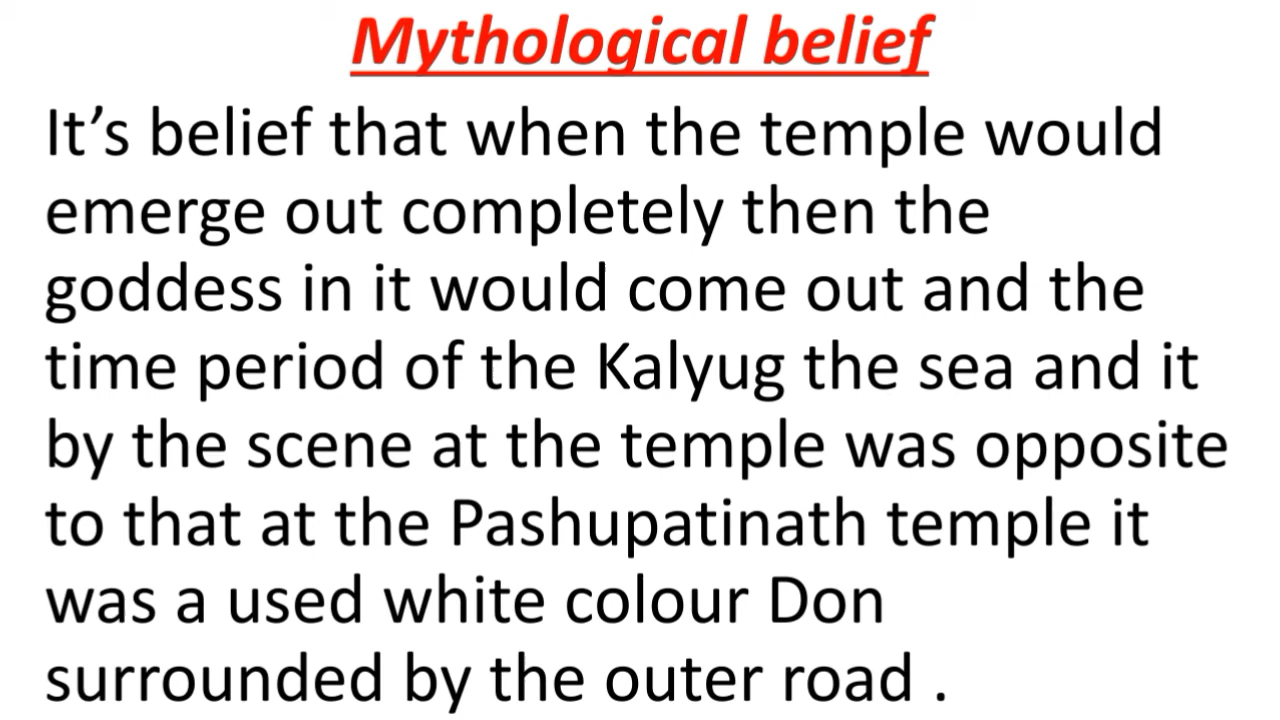 Mythological belief
It’s belief that when the temple would
emerge out completely then the
goddess in it would come out and the
time period of the Kalyug the sea and it
by the scene at the temple was opposite
to that at the Pashupatinath temple it
was a used white colour Don
surrounded by the outer road .